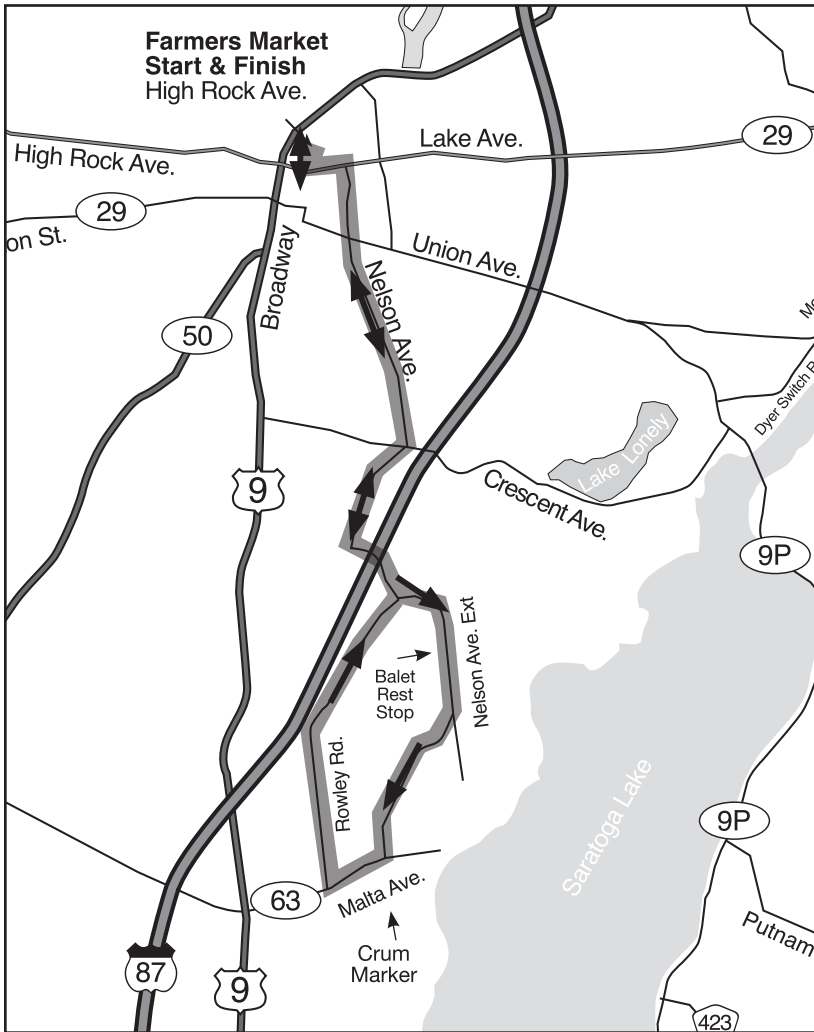 Farmers Market
Start & Finish
High Rock Ave.
Lake Ave.
29
High Rock Ave.
29
on St.
Union Ave.
Broadway
Nelson Ave.
50
Dyer Switch R
Lake Lonely
9
Crescent Ave.
9P
Nelson Ave. Ext
Balet
Rest
Stop
Rowley Rd.
Saratoga Lake
9P
63
Malta Ave.
Putnam
Crum
Marker
87
9
423